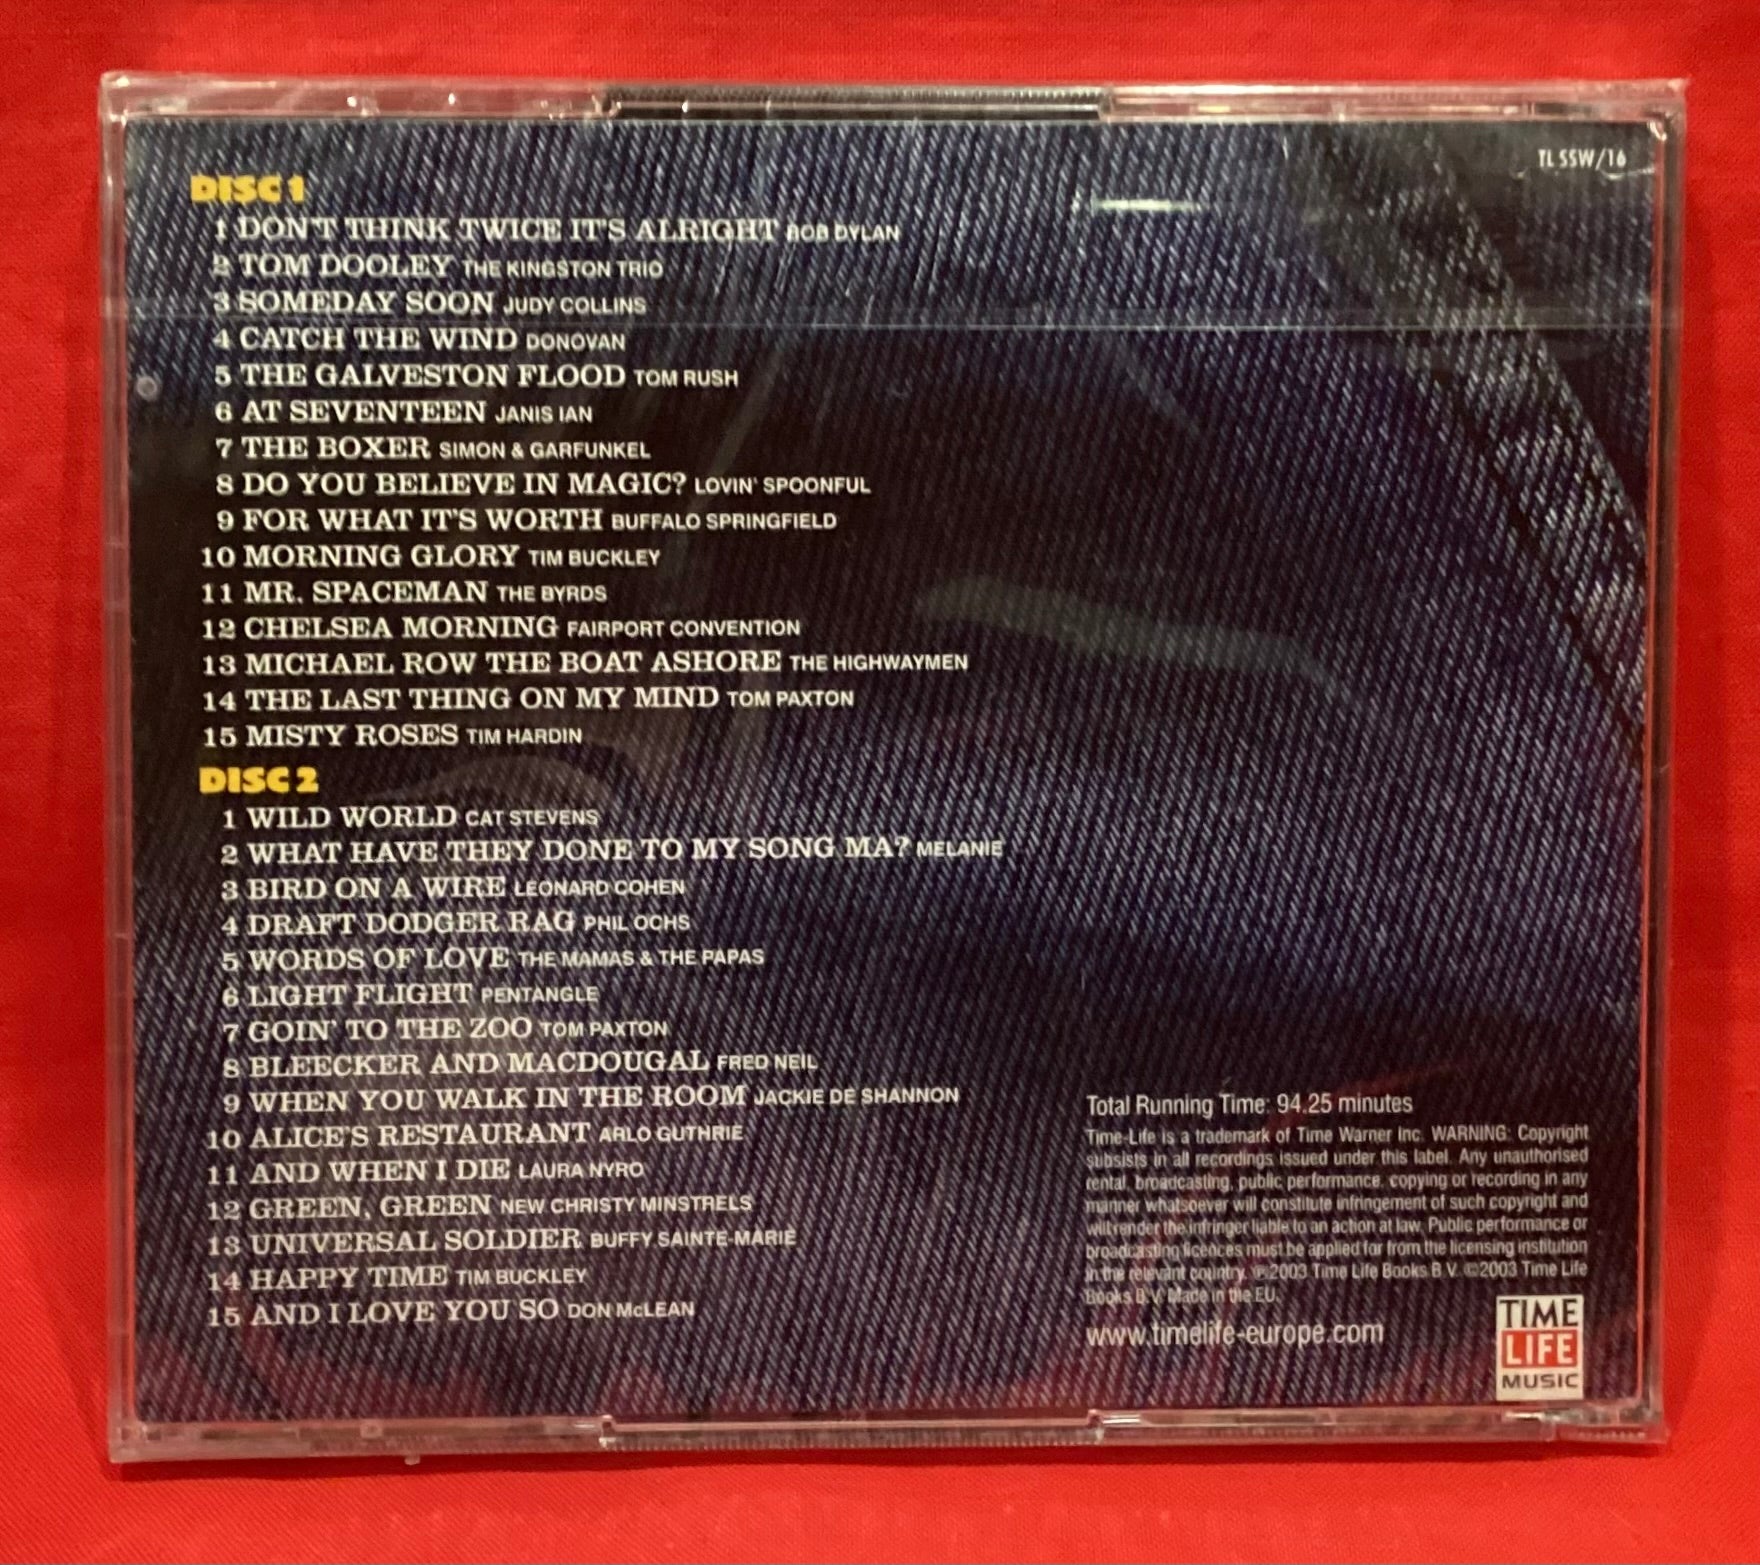 TL SSW/16
DISC 1
1 DON'T THINK TWICE IT'S ALRIGHT BOB DYLAN
2 TOM DOOLEY THE KINGSTON TRIO
3 SOMEDAY SOON JUDY COLLINS
4 CATCH THE WIND DONOVAN
5 THE GALVESTON FLOOD TOM RUSH
6 AT SEVENTEEN JANIS IAN
7 THE BOXER SIMON & GARFUNKEL
8 DO YOU BELIEVE IN MAGIC? LOVIN' SPOONFUL
9 FOR WHAT IT'S WORTH BUFFALO SPRINGFIELD
10 MORNING GLORY TIM BUCKLEY
11 MR. SPACEMAN THE BYRDS
12 CHELSEA MORNING FAIRPORT CONVENTION
13 MICHAEL ROW THE BOAT ASHORE THE HIGHWAYMEN
14 THE LAST THING ON MY MIND TOM PAXTON
15 MISTY ROSES TIM HARDIN
DISC 2
1 WILD WORLD CAT STEVENS
2 WHAT HAVE THEY DONE TO MY SONG MA? MELANIE
3 BIRD ON A WIRE LEONARD COHEN
4 DRAFT DODGER RAG PHIL OCHS
5 WORDS OF LOVE THE MAMAS & THE PAPAS
6 LIGHT FLIGHT PENTANGLE
7 GOIN' TO THE ZOO TOM PAXTON
8 BLEECKER AND MACDOUGAL FRED NEIL
9 WHEN YOU WALK IN THE ROOM JACKIE DE SHANNON
10 ALICE'S RESTAURANT ARLO GUTHRIE
11 AND WHEN I DIE LAURA NYRO
12 GREEN, GREEN NEW CHRISTY MINSTRELS
13 UNIVERSAL SOLDIER BUFFY SAINTE-MARIE
14 HAPPY TIME TIM BUCKLEY
15 AND I LOVE YOU SO DON McLEAN
Total Running Time: 94.25 minutes
Time-Life is a trademark of Time Warner Inc. WARNING: Copyright
subsists in all recordings issued under this label. Any unauthorised
rental, broadcasting, public performance, copying or recording in any
manner whatsoever will constitute infringement of such copyright and
will render the infringer liable to an action at law. Public performance or
broadcasting licences must be applied for from the licensing institution
in the relevant country. ℗2003 Time Life Books B.V. ©2003 Time Life
Books B.V. Made in the EU.
www.timelife-europe.com
TIME
LIFE
MUSIC